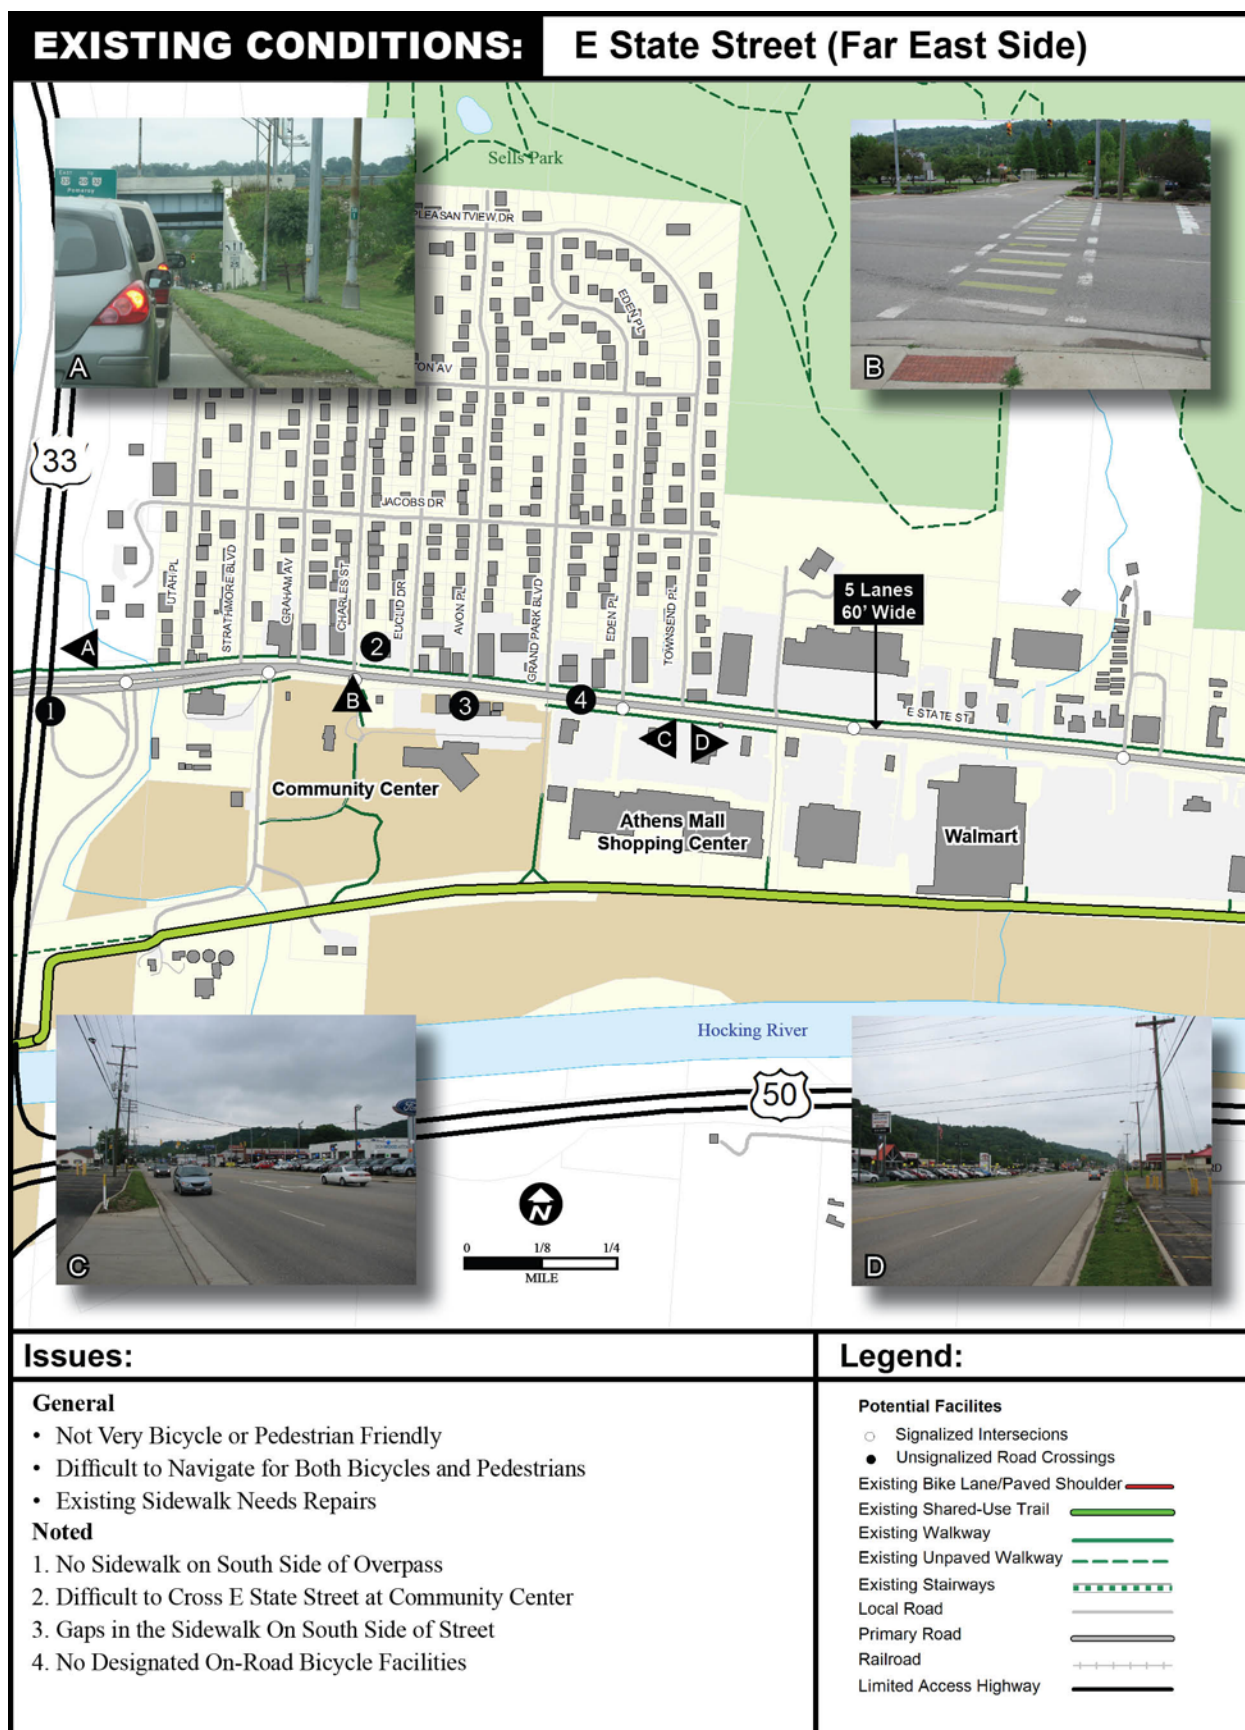 EXISTING CONDITIONS:
E State Street (Far East Side)
Sells Park
PLEASANTVIEW DR
EDEN PL
TON AV
A
B
33
JACOBS DR
UTAH PL
STRATHMORE BLVD
GRAHAM AV
CHARLES ST
EUCLID DR
AVON PL
GRAND PARK BLVD
EDEN PL
TOWNSEND PL
5 Lanes
60' Wide
A
2
1
B
3
4
C
D
E STATE ST
Community Center
Athens Mall
Shopping Center
Walmart
Hocking River
50
RD
N
0 1/8 1/4
MILE
C
D
Issues:
General
• Not Very Bicycle or Pedestrian Friendly
• Difficult to Navigate for Both Bicycles and Pedestrians
• Existing Sidewalk Needs Repairs
Noted
1. No Sidewalk on South Side of Overpass
2. Difficult to Cross E State Street at Community Center
3. Gaps in the Sidewalk On South Side of Street
4. No Designated On-Road Bicycle Facilities
Legend:
Potential Facilites
Signalized Intersecions
Unsignalized Road Crossings
Existing Bike Lane/Paved Shoulder
Existing Shared-Use Trail
Existing Walkway
Existing Unpaved Walkway
Existing Stairways
Local Road
Primary Road
Railroad
Limited Access Highway